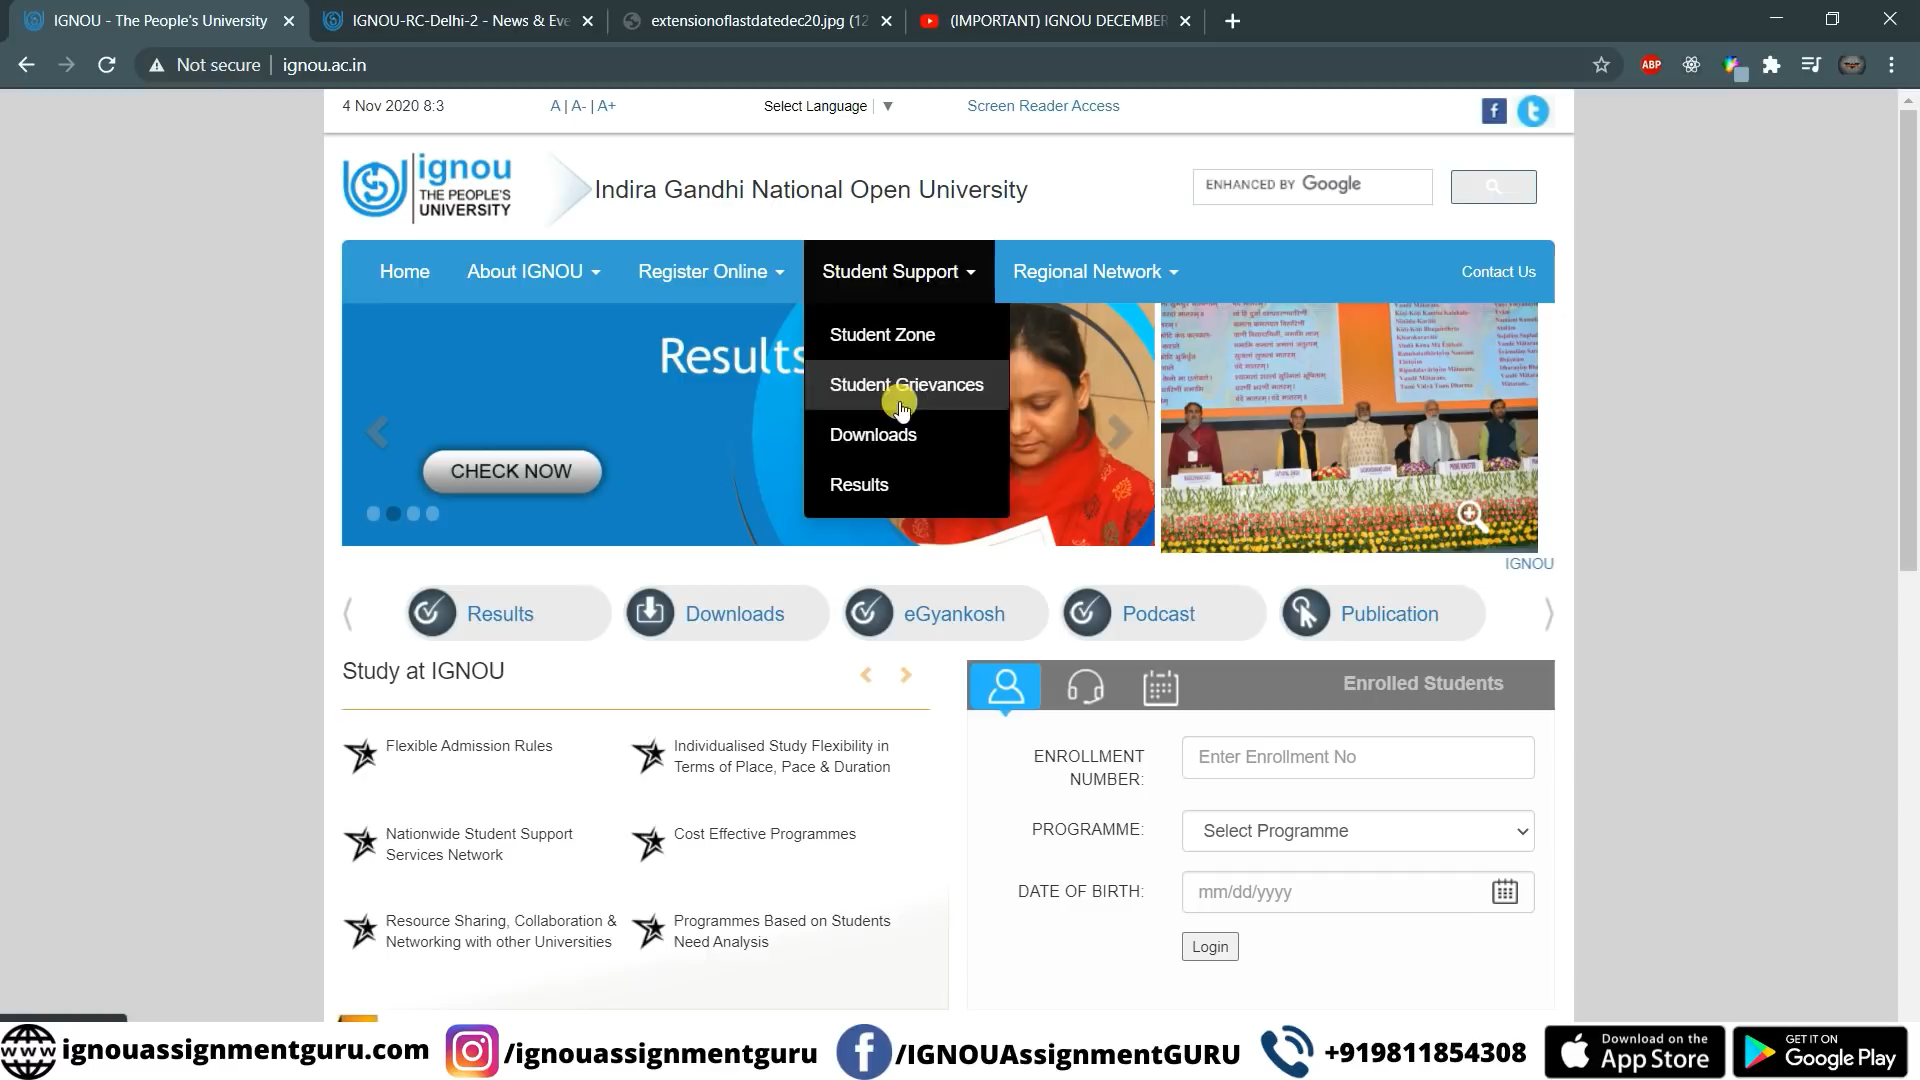 IGNOU - The People's University
IGNOU-RC-Delhi-2 - News & Eve
extensionoflastdatedec20.jpg (12
(IMPORTANT) IGNOU DECEMBER
Not secure
ignou.ac.in
ABP
4 Nov 2020 8:3
A | A- | A+
Select Language
Screen Reader Access
ignou
THE PEOPLE'S
UNIVERSITY
Indira Gandhi National Open University
ENHANCED BY Google
Home
About IGNOU
Register Online
Student Support
Regional Network
Contact Us
Student Zone
Student Grievances
Downloads
Results
Results
CHECK NOW
IGNOU
Results
Downloads
eGyankosh
Podcast
Publication
Study at IGNOU
Flexible Admission Rules
Individualised Study Flexibility in
Terms of Place, Pace & Duration
Nationwide Student Support
Services Network
Cost Effective Programmes
Resource Sharing, Collaboration &
Networking with other Universities
Programmes Based on Students
Need Analysis
Enrolled Students
ENROLLMENT
NUMBER:
Enter Enrollment No
PROGRAMME:
Select Programme
DATE OF BIRTH:
mm/dd/yyyy
Login
www
ignouassignmentguru.com
/ignouassignmentguru
/IGNOUAssignmentGURU
+919811854308
Download on the
App Store
GET IT ON
Google Play